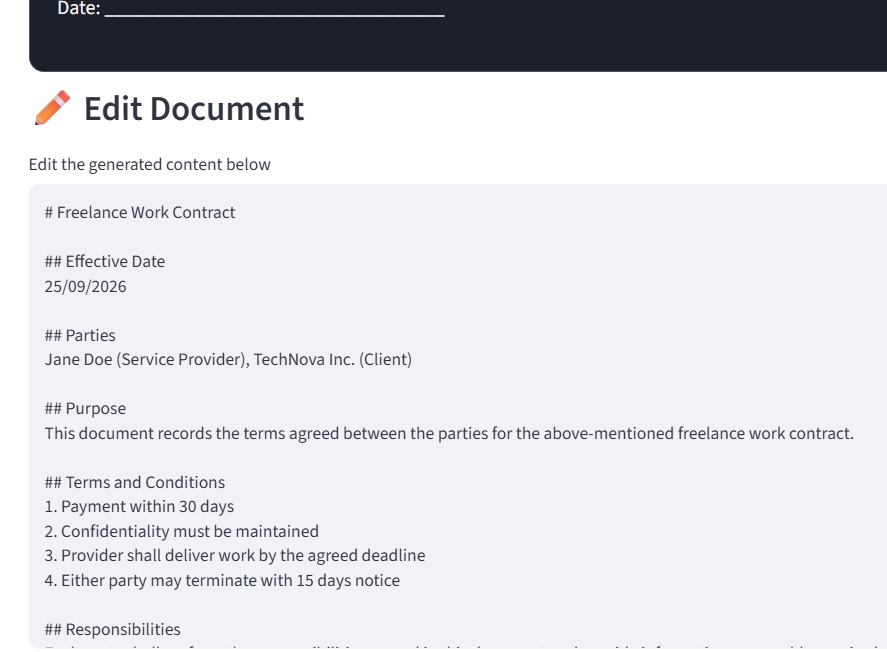 Date: ___________________________________
Edit Document
Edit the generated content below
# Freelance Work Contract
## Effective Date
25/09/2026
## Parties
Jane Doe (Service Provider), TechNova Inc. (Client)
## Purpose
This document records the terms agreed between the parties for the above-mentioned freelance work contract.
## Terms and Conditions
1. Payment within 30 days
2. Confidentiality must be maintained
3. Provider shall deliver work by the agreed deadline
4. Either party may terminate with 15 days notice
## Responsibilities